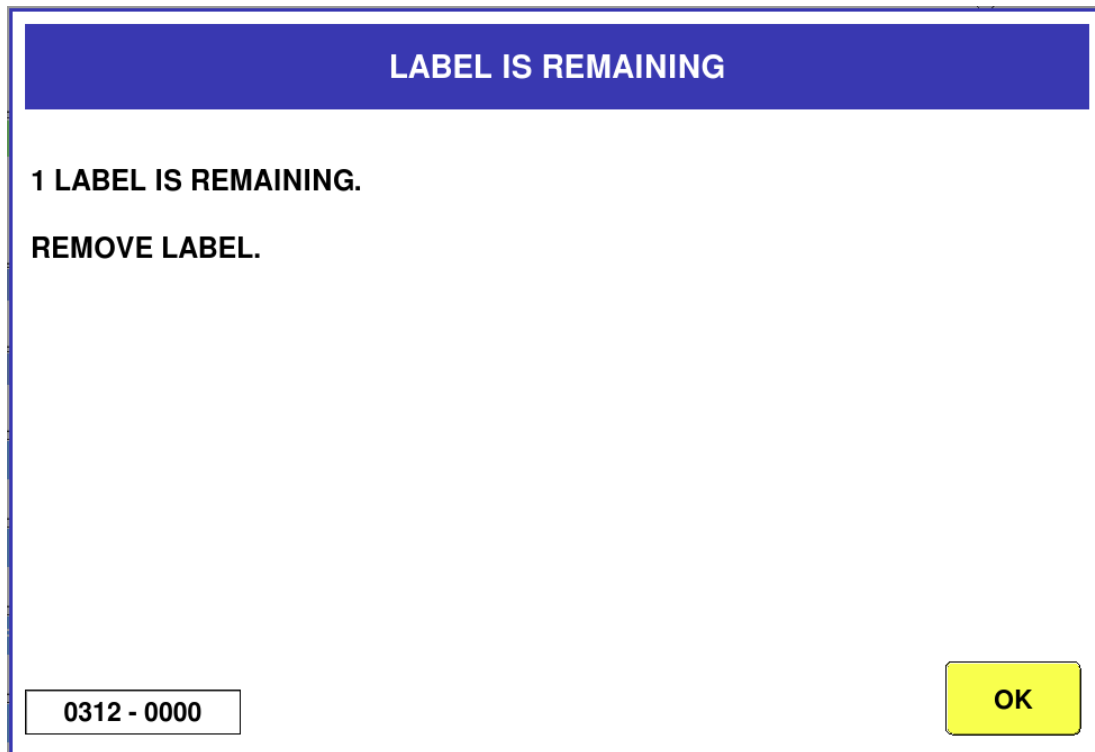 LABEL IS REMAINING
1 LABEL IS REMAINING.
REMOVE LABEL.
0312 - 0000
OK